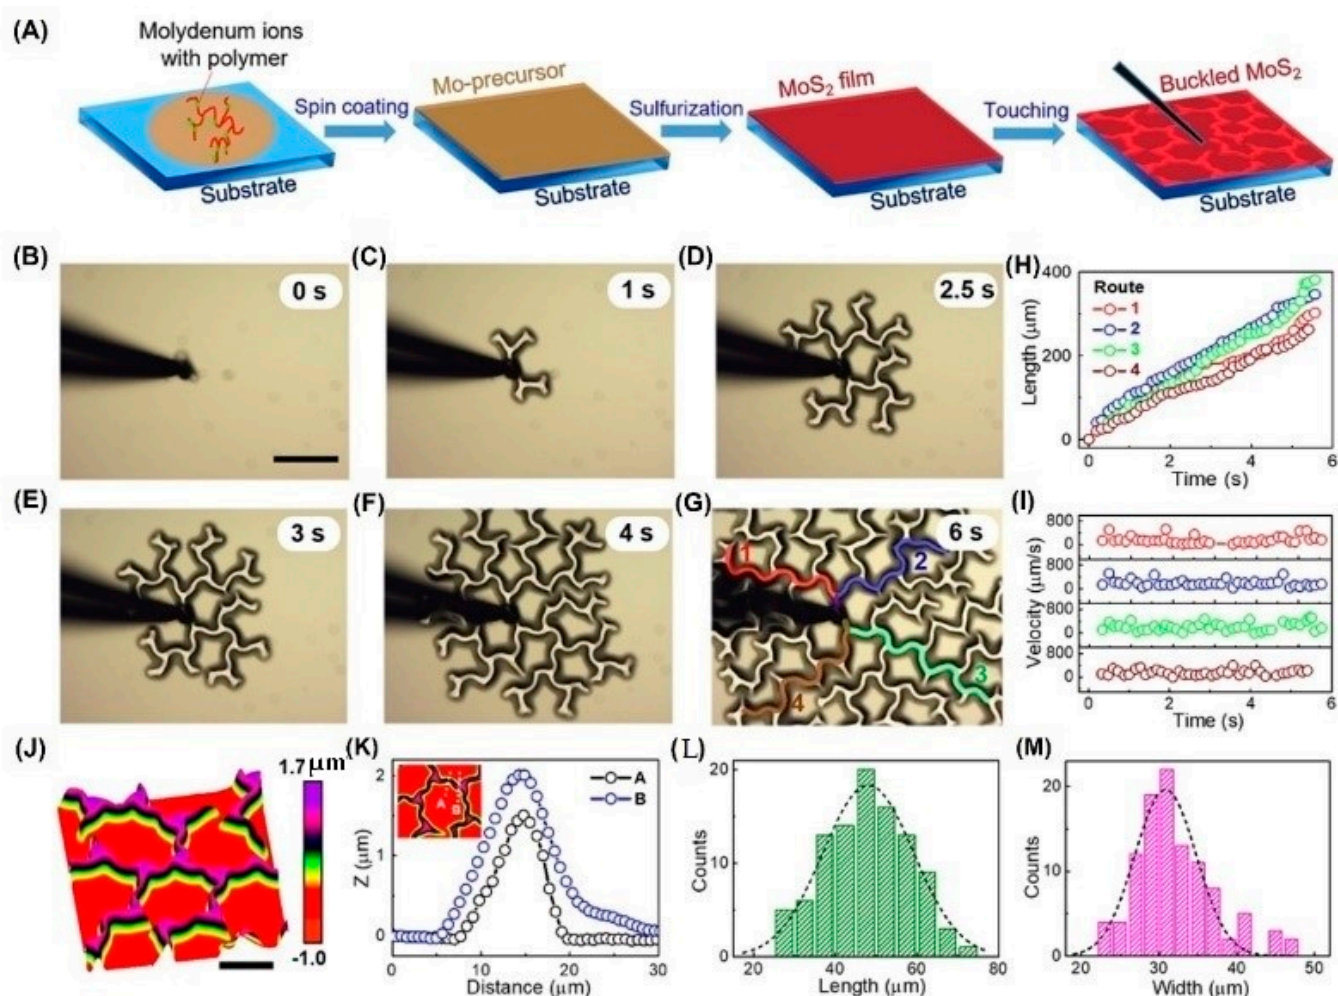 (A)
Molydenum ions
with polymer
Spin coating
Mo-precursor
Sulfurization
MoS₂ film
Touching
Buckled MoS₂
Substrate
Substrate
Substrate
Substrate
(B)
0 s
(C)
1 s
(D)
2.5 s
(H)
400
200
0
Length (μm)
Route
1
2
3
4
0 2 4 6
Time (s)
(E)
3 s
(F)
4 s
(G)
6 s
1
2
3
4
(I)
800
0
800
0
800
0
800
0
Velocity (μm/s)
0 2 4 6
Time (s)
(J)
1.7 μm
-1.0
(K)
2
1
0
Z (μm)
A
B
A
B
0 10 20 30
Distance (μm)
(L)
20
10
0
Counts
20 40 60 80
Length (μm)
(M)
20
10
0
Counts
20 30 40 50
Width (μm)